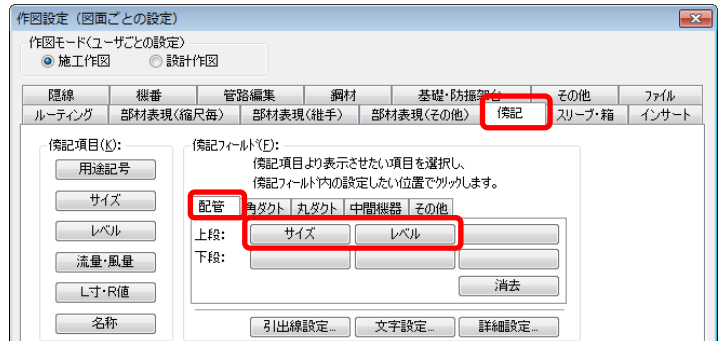 作図設定（図面ごとの設定）
作図モード(ユーザごとの設定)
施工作図 設計作図
隠線 機番 管路編集 鋼材 基礎・防振架台 その他 ファイル
ルーティング 部材表現(縮尺毎) 部材表現(継手) 部材表現(その他) 傍記 スリーブ・箱 インサート
傍記項目(K):
用途記号
サイズ
レベル
流量・風量
L寸・R値
名称
傍記フィールド(F):
傍記項目より表示させたい項目を選択し、
傍記フィールド内の設定したい位置でクリックします。
配管 角ダクト 丸ダクト 中間機器 その他
上段: サイズ レベル
下段:
消去
引出線設定... 文字設定... 詳細設定...